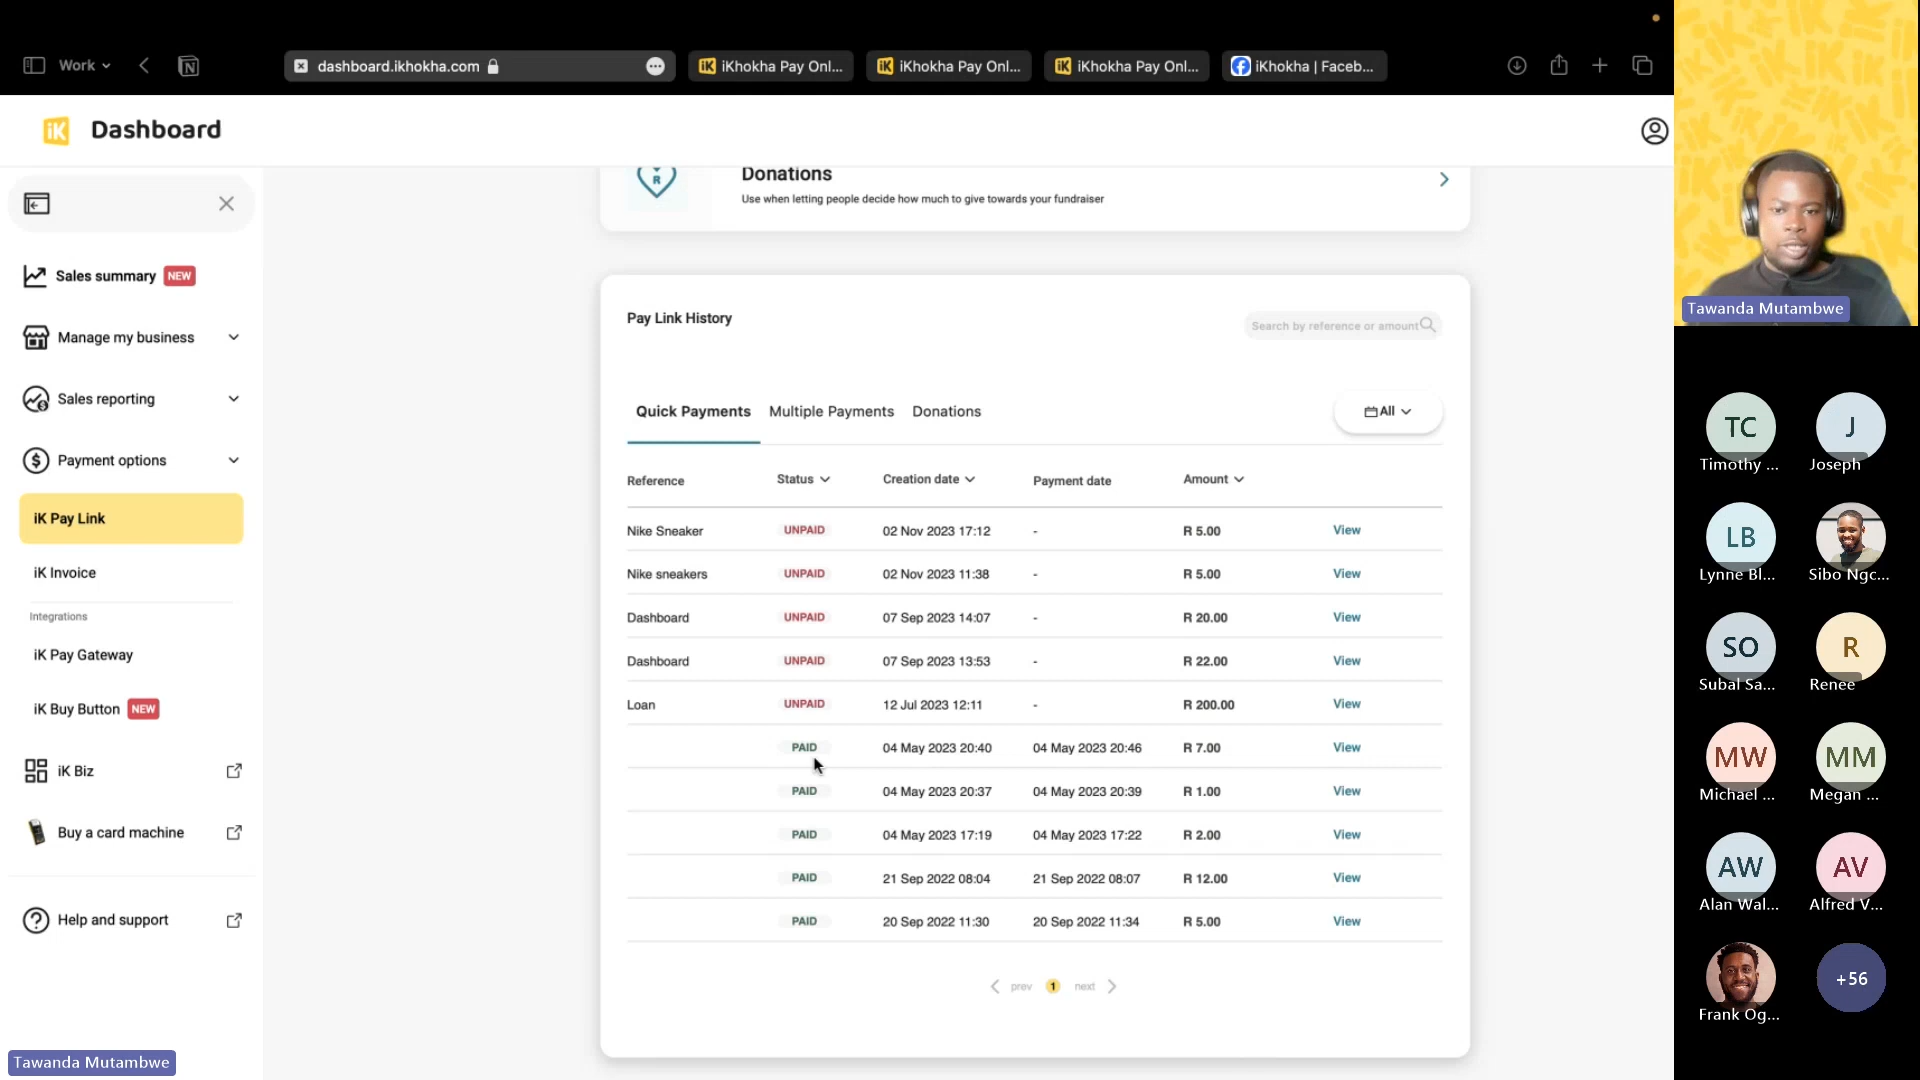 Work
dashboard.ikhokha.com
iK iKhokha Pay Onl...
iK iKhokha Pay Onl...
iK iKhokha Pay Onl...
iKhokha | Faceb...
iK Dashboard
Sales summary NEW
Manage my business
Sales reporting
Payment options
iK Pay Link
iK Invoice
Integrations
iK Pay Gateway
iK Buy Button NEW
iK Biz
Buy a card machine
Help and support
Tawanda Mutambwe
R
Donations
Use when letting people decide how much to give towards your fundraiser
Pay Link History
Search by reference or amount
Quick Payments Multiple Payments Donations
All
Reference Status Creation date Payment date Amount
Nike Sneaker UNPAID 02 Nov 2023 17:12 - R 5.00 View
Nike sneakers UNPAID 02 Nov 2023 11:38 - R 5.00 View
Dashboard UNPAID 07 Sep 2023 14:07 - R 20.00 View
Dashboard UNPAID 07 Sep 2023 13:53 - R 22.00 View
Loan UNPAID 12 Jul 2023 12:11 - R 200.00 View
PAID 04 May 2023 20:40 04 May 2023 20:46 R 7.00 View
PAID 04 May 2023 20:37 04 May 2023 20:39 R 1.00 View
PAID 04 May 2023 17:19 04 May 2023 17:22 R 2.00 View
PAID 21 Sep 2022 08:04 21 Sep 2022 08:07 R 12.00 View
PAID 20 Sep 2022 11:30 20 Sep 2022 11:34 R 5.00 View
prev 1 next
Tawanda Mutambwe
TC J
Timothy ... Joseph
LB
Lynne Bl... Sibo Ngc...
SO R
Subal Sa... Renee
MW MM
Michael ... Megan ...
AW AV
Alan Wal... Alfred V...
+56
Frank Og...